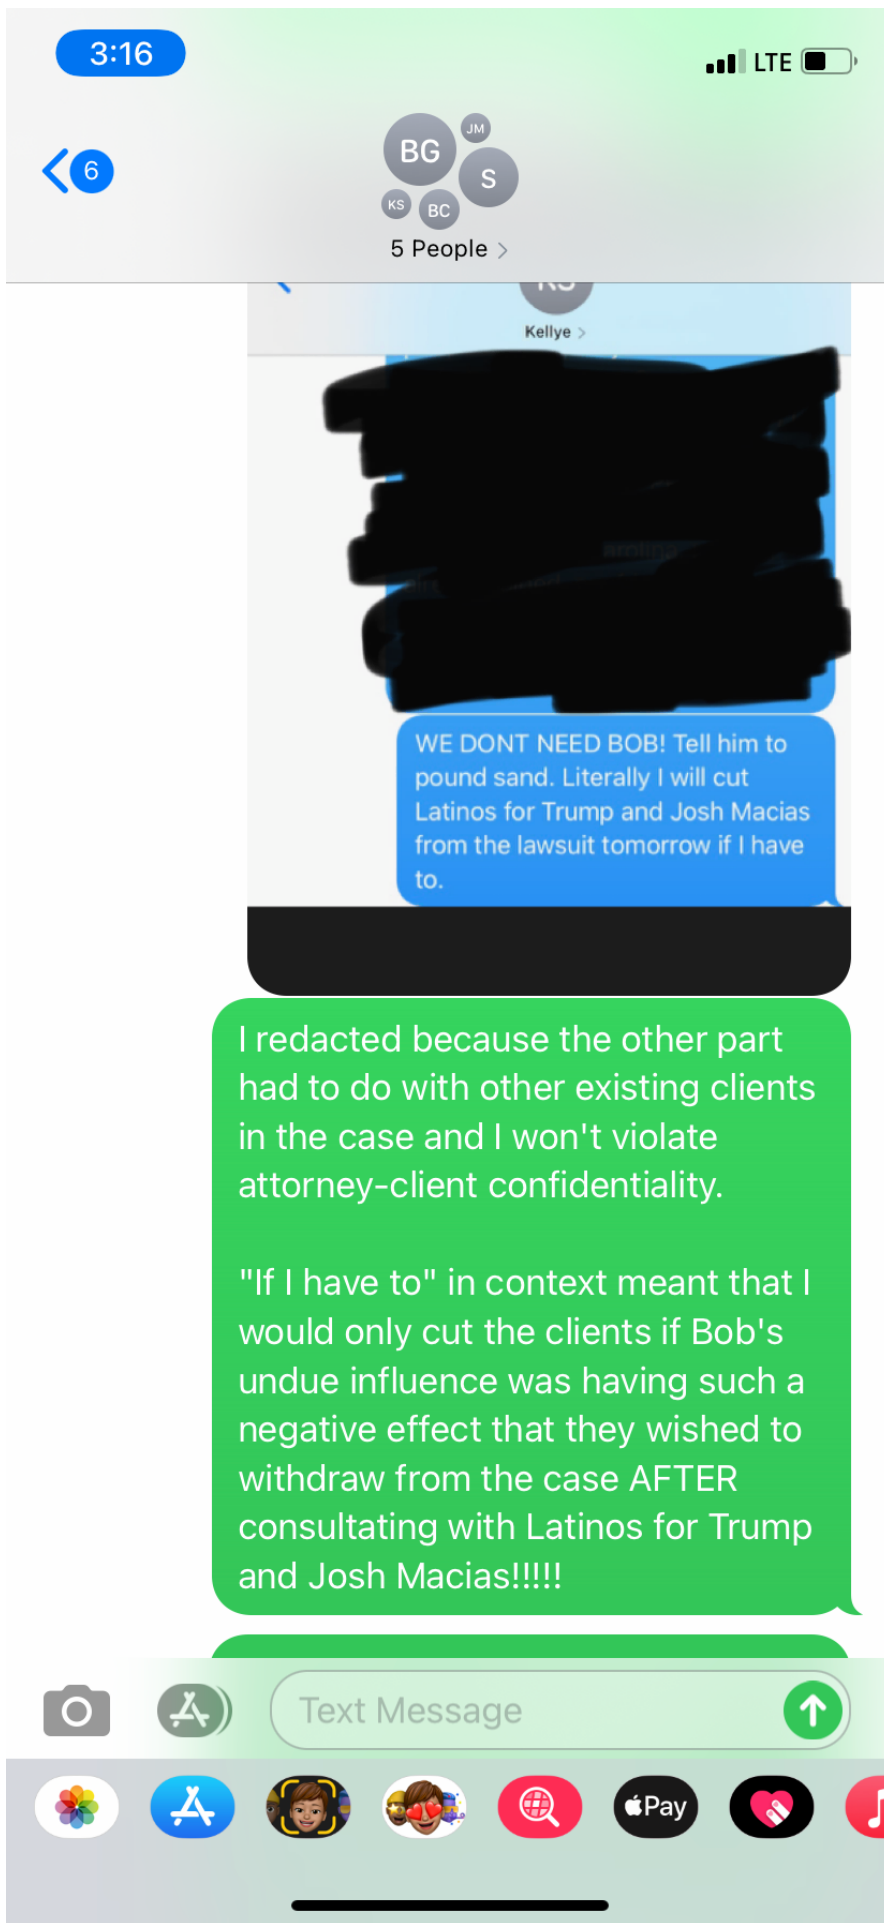 3:16
LTE
6
BG
JM
S
KS
BC
5 People
Kellye
WE DONT NEED BOB! Tell him to
pound sand. Literally I will cut
Latinos for Trump and Josh Macias
from the lawsuit tomorrow if I have
to.
I redacted because the other part
had to do with other existing clients
in the case and I won't violate
attorney-client confidentiality.
"If I have to" in context meant that I
would only cut the clients if Bob's
undue influence was having such a
negative effect that they wished to
withdraw from the case AFTER
consultating with Latinos for Trump
and Josh Macias!!!!!
Text Message
Pay